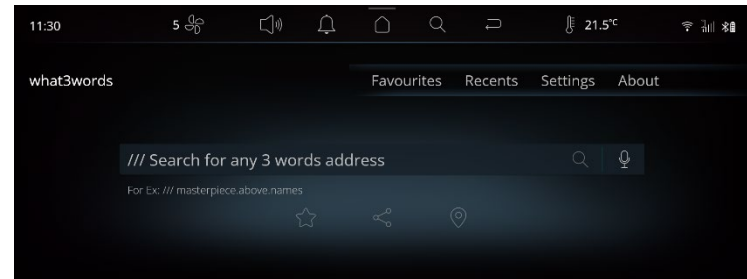 11:30 5 21.5°C
what3words Favourites Recents Settings About
/// Search for any 3 words address
For Ex: /// masterpiece.above.names